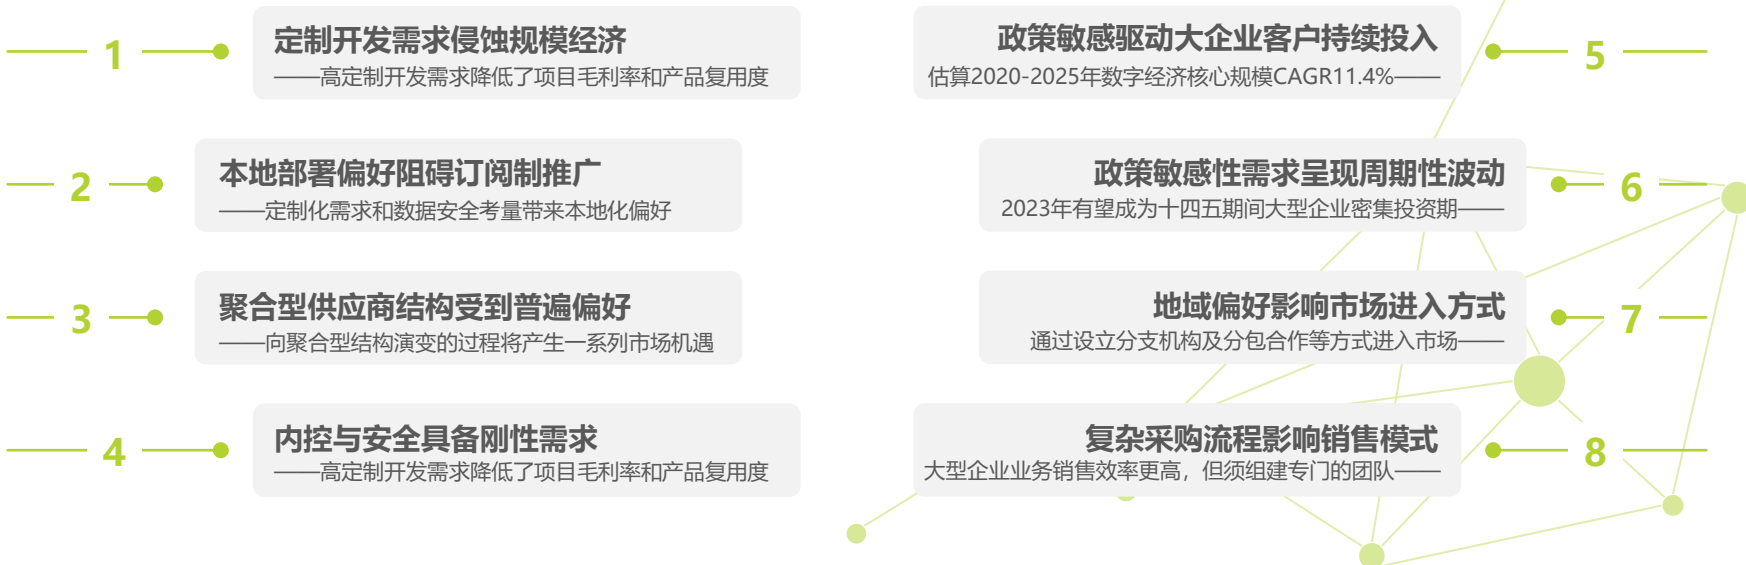 1
定制开发需求侵蚀规模经济
——高定制开发需求降低了项目毛利率和产品复用度
2
本地部署偏好阻碍订阅制推广
——定制化需求和数据安全考量带来本地化偏好
3
聚合型供应商结构受到普遍偏好
——向聚合型结构演变的过程将产生一系列市场机遇
4
内控与安全具备刚性需求
——高定制开发需求降低了项目毛利率和产品复用度
政策敏感驱动大企业客户持续投入
估算2020-2025年数字经济核心规模CAGR11.4%——
5
政策敏感性需求呈现周期性波动
2023年有望成为十四五期间大型企业密集投资期——
6
地域偏好影响市场进入方式
通过设立分支机构及分包合作等方式进入市场——
7
复杂采购流程影响销售模式
大型企业业务销售效率更高，但须组建专门的团队——
8